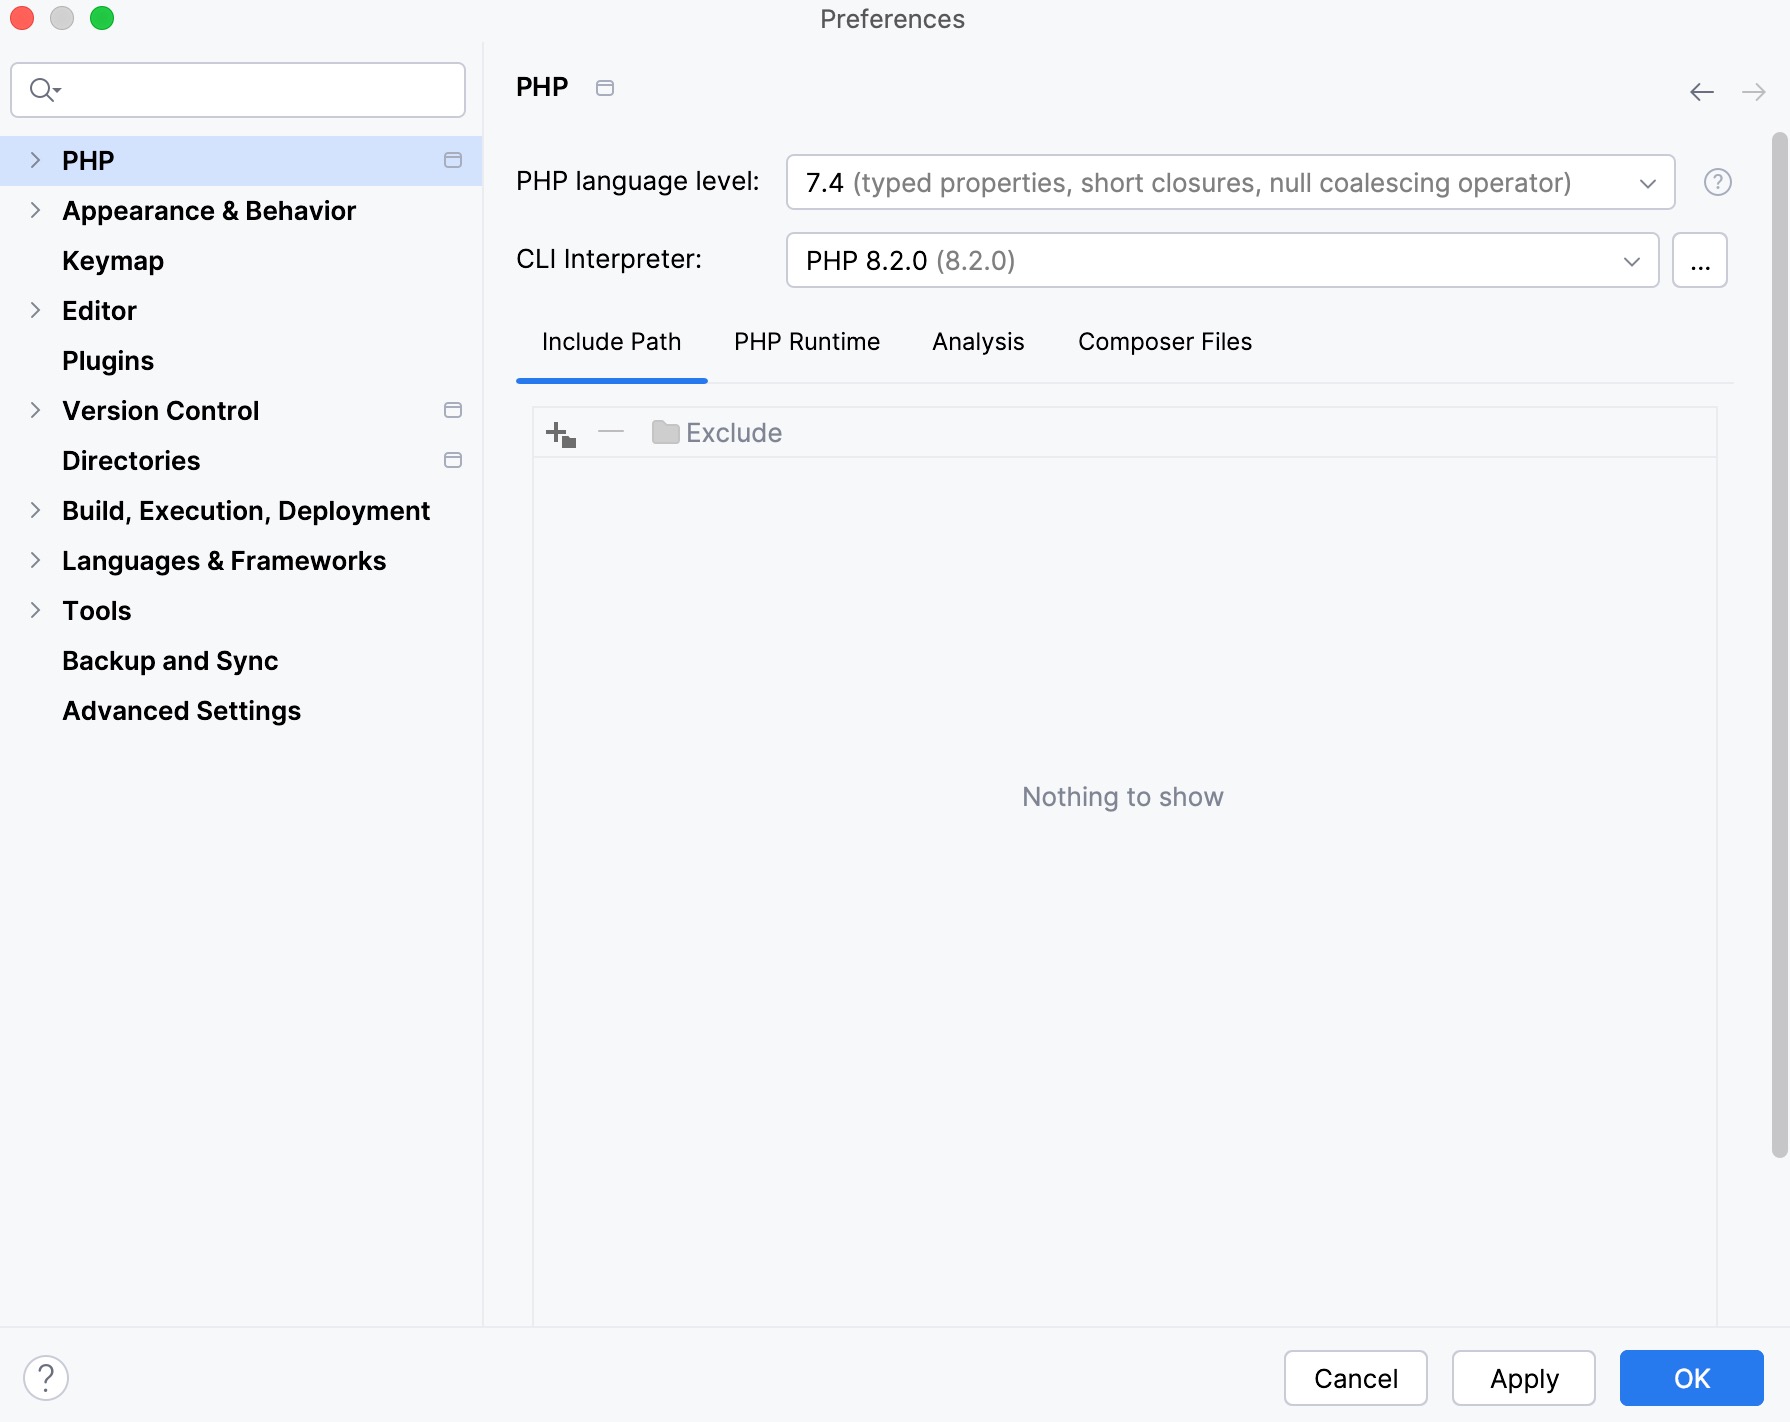 Preferences
PHP
Appearance & Behavior
Keymap
Editor
Plugins
Version Control
Directories
Build, Execution, Deployment
Languages & Frameworks
Tools
Backup and Sync
Advanced Settings
PHP
PHP language level: 7.4 (typed properties, short closures, null coalescing operator) ?
CLI Interpreter: PHP 8.2.0 (8.2.0) ...
Include Path PHP Runtime Analysis Composer Files
Exclude
Nothing to show
? Cancel Apply OK